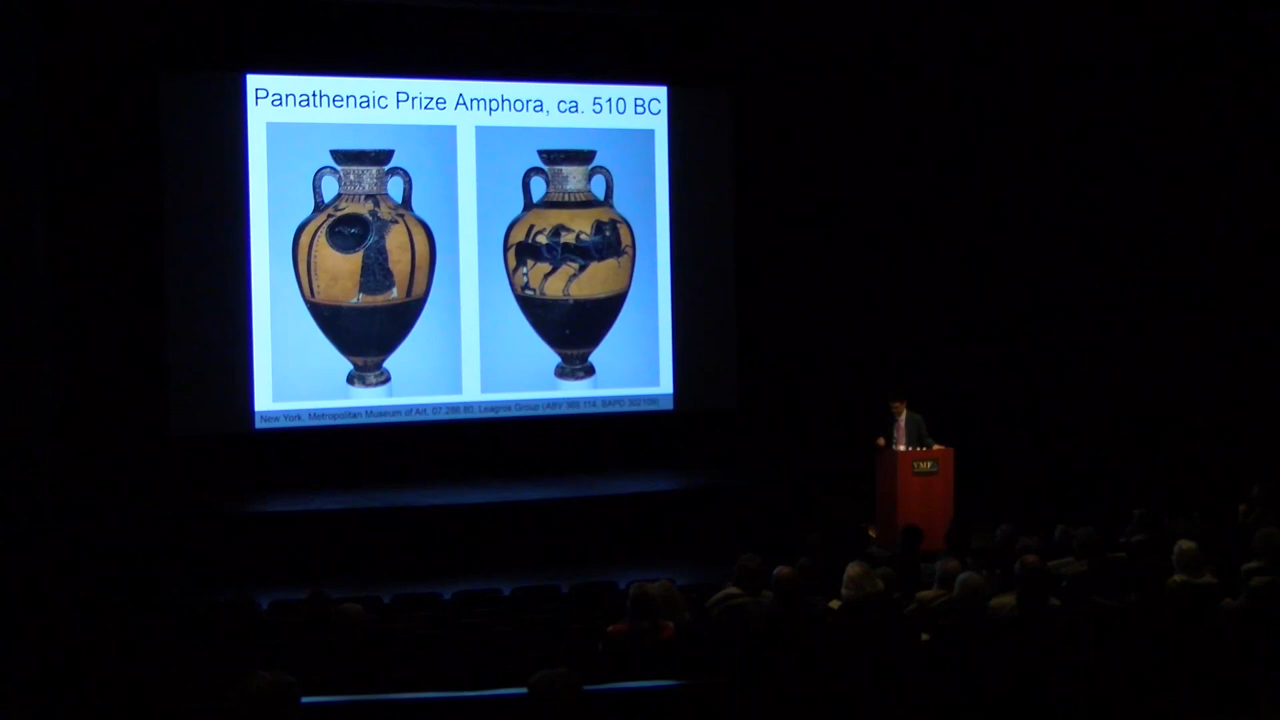 Panathenaic Prize Amphora, ca. 510 BC
New York, Metropolitan Museum of Art, 07.286.80, Leagros Group (ABV 369.114, BAPD 302109)
VMFA